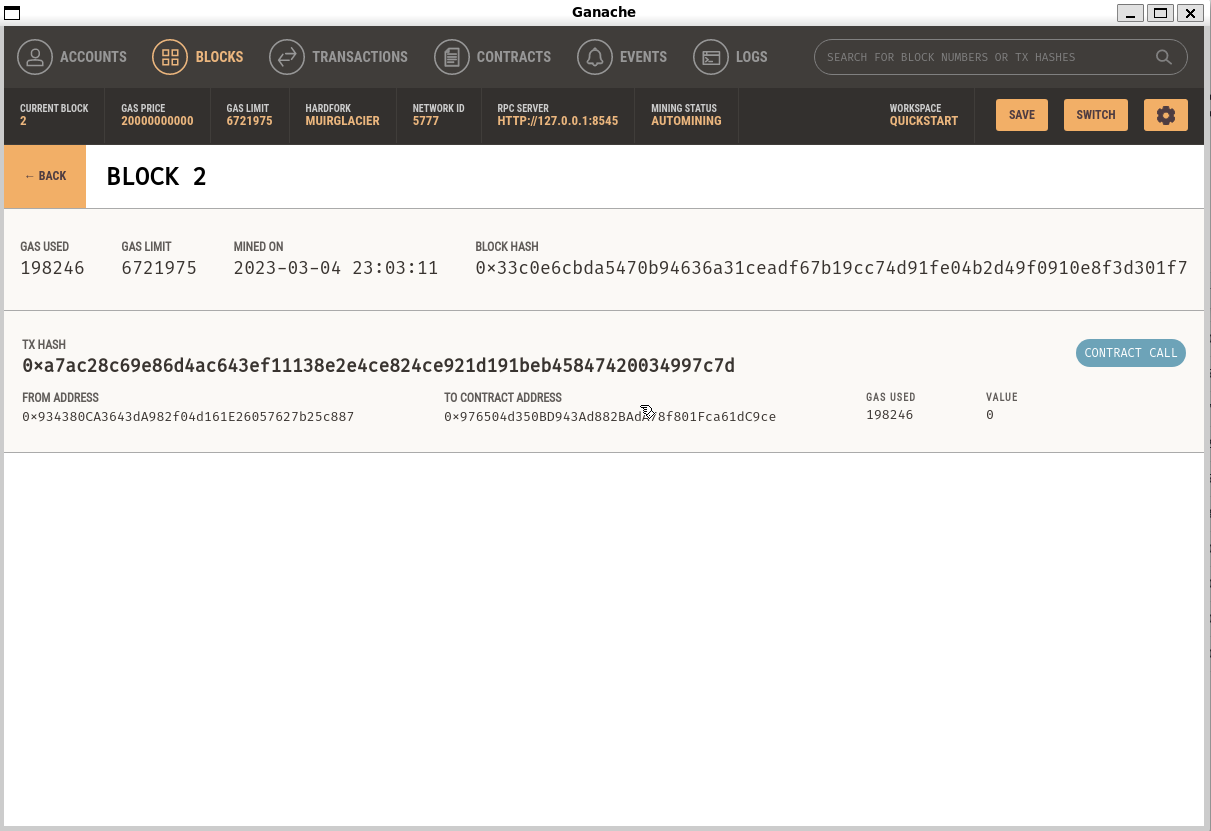 Ganache
ACCOUNTS BLOCKS TRANSACTIONS CONTRACTS EVENTS LOGS SEARCH FOR BLOCK NUMBERS OR TX HASHES
CURRENT BLOCK GAS PRICE GAS LIMIT HARDFORK NETWORK ID RPC SERVER MINING STATUS WORKSPACE
2 20000000000 6721975 MUIRGLACIER 5777 HTTP://127.0.0.1:8545 AUTOMINING QUICKSTART SAVE SWITCH
← BACK BLOCK 2
GAS USED GAS LIMIT MINED ON BLOCK HASH
198246 6721975 2023-03-04 23:03:11 0×33c0e6cbda5470b94636a31ceadf67b19cc74d91fe04b2d49f0910e8f3d301f7
TX HASH
0×a7ac28c69e86d4ac643ef11138e2e4ce824ce921d191beb45847420034997c7d CONTRACT CALL
FROM ADDRESS TO CONTRACT ADDRESS GAS USED VALUE
0×934380CA3643dA982f04d161E26057627b25c887 198246 0